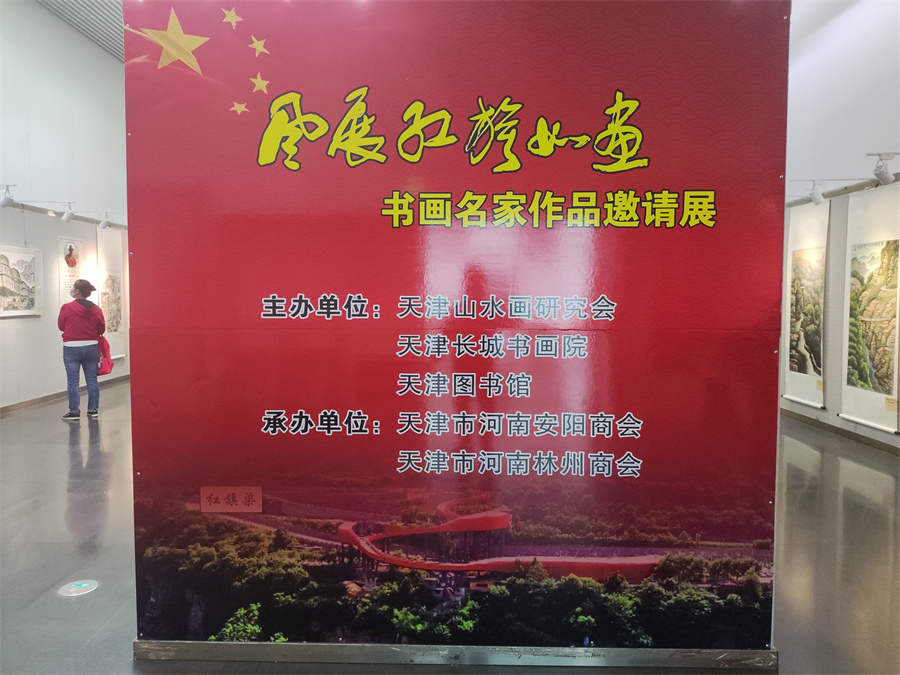 风展红旗如画
书画名家作品邀请展
主办单位：天津山水画研究会
天津长城书画院
天津图书馆
承办单位：天津市河南安阳商会
天津市河南林州商会
红旗渠